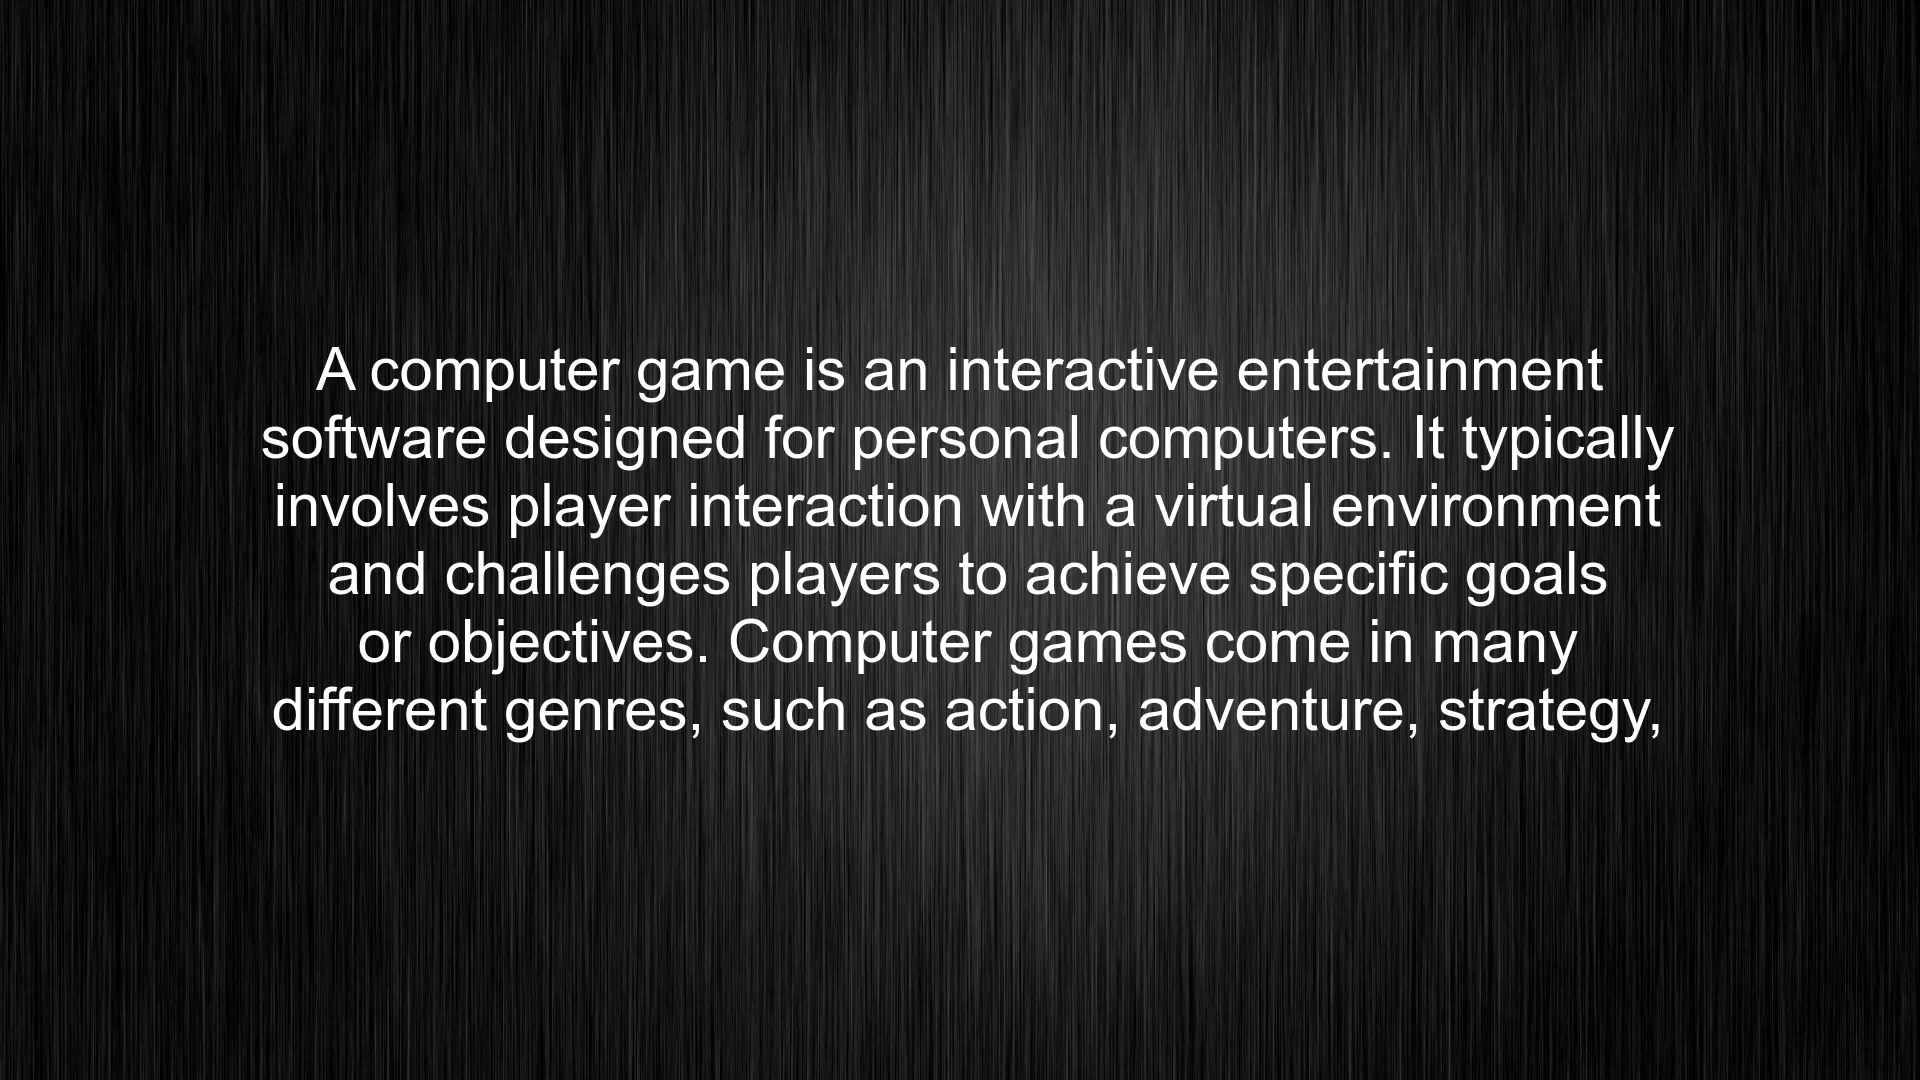 A computer game is an interactive entertainment
software designed for personal computers. It typically
involves player interaction with a virtual environment
and challenges players to achieve specific goals
or objectives. Computer games come in many
different genres, such as action, adventure, strategy,